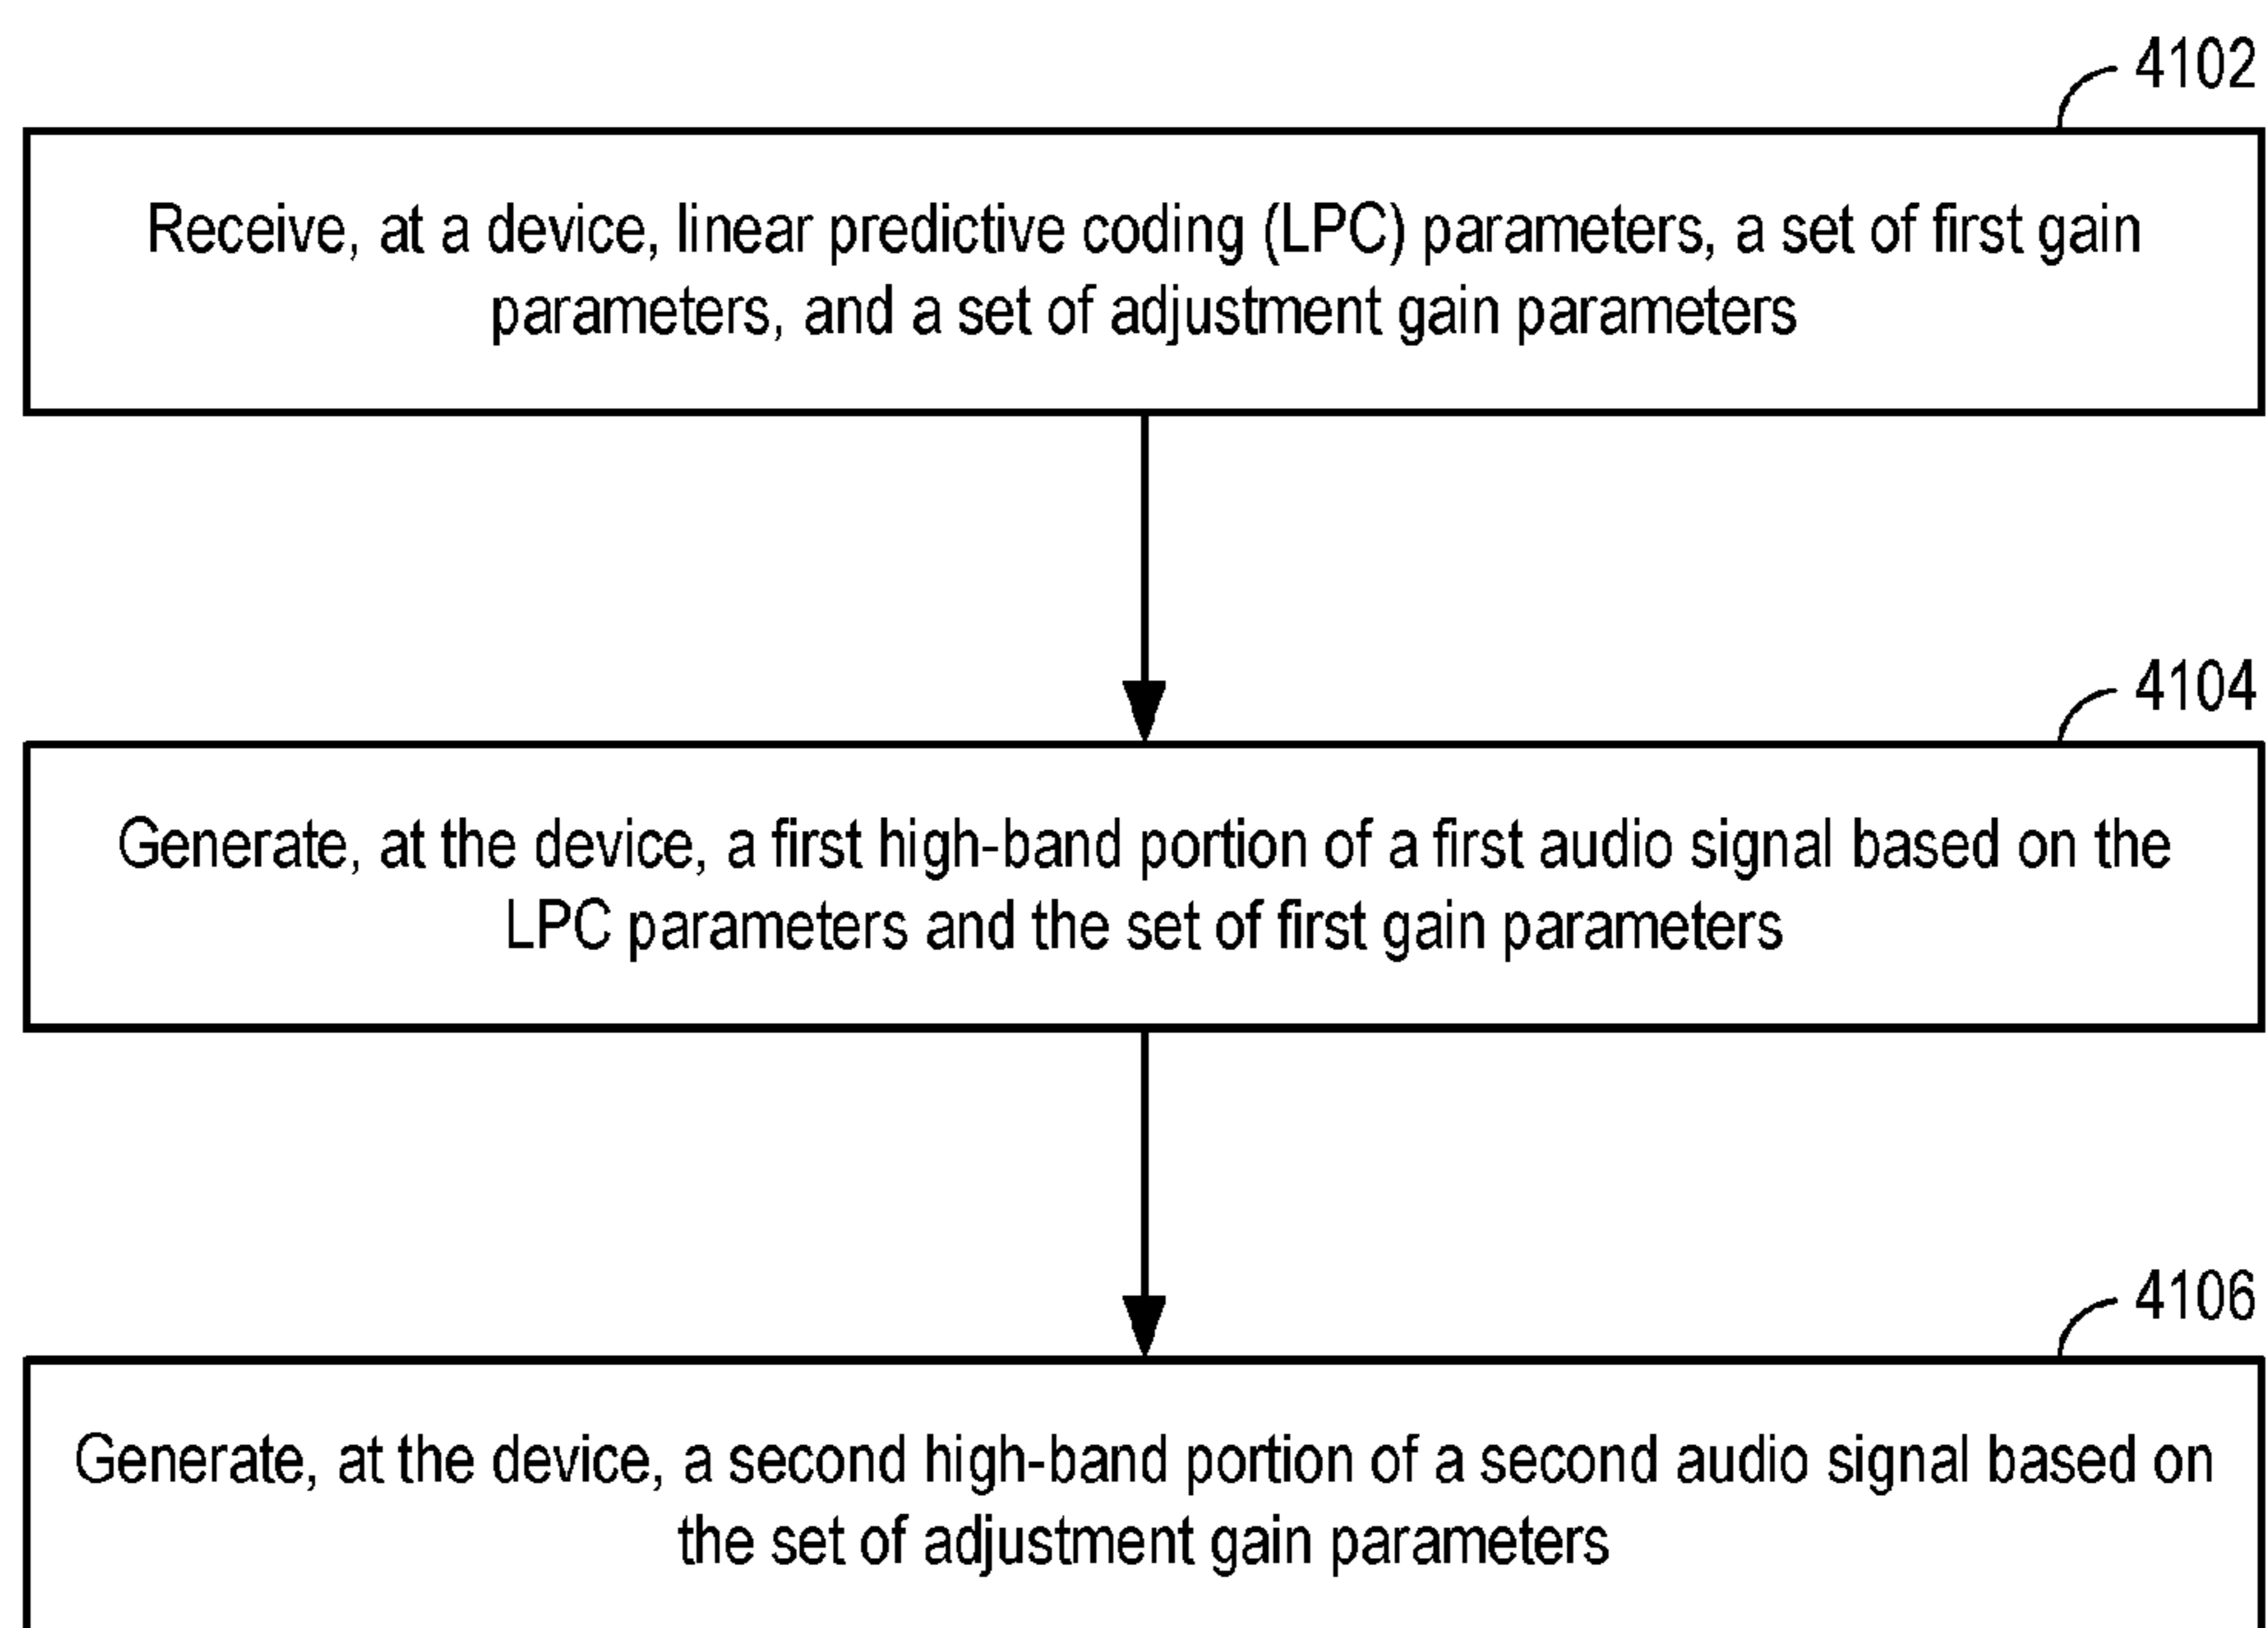 4102
Receive, at a device, linear predictive coding (LPC) parameters, a set of first gain
parameters, and a set of adjustment gain parameters
4104
Generate, at the device, a first high-band portion of a first audio signal based on the
LPC parameters and the set of first gain parameters
4106
Generate, at the device, a second high-band portion of a second audio signal based on
the set of adjustment gain parameters